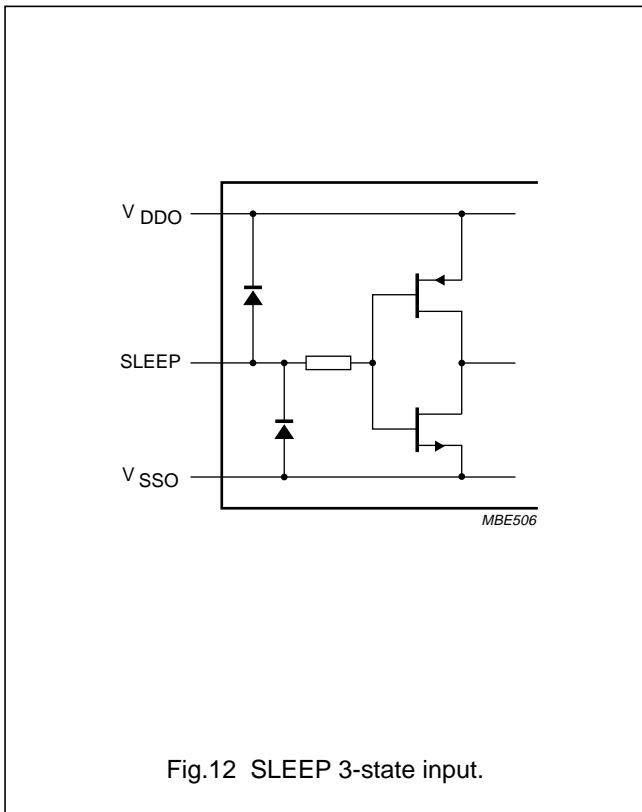 V DDO
SLEEP
V SSO
MBE506
Fig.12 SLEEP 3-state input.